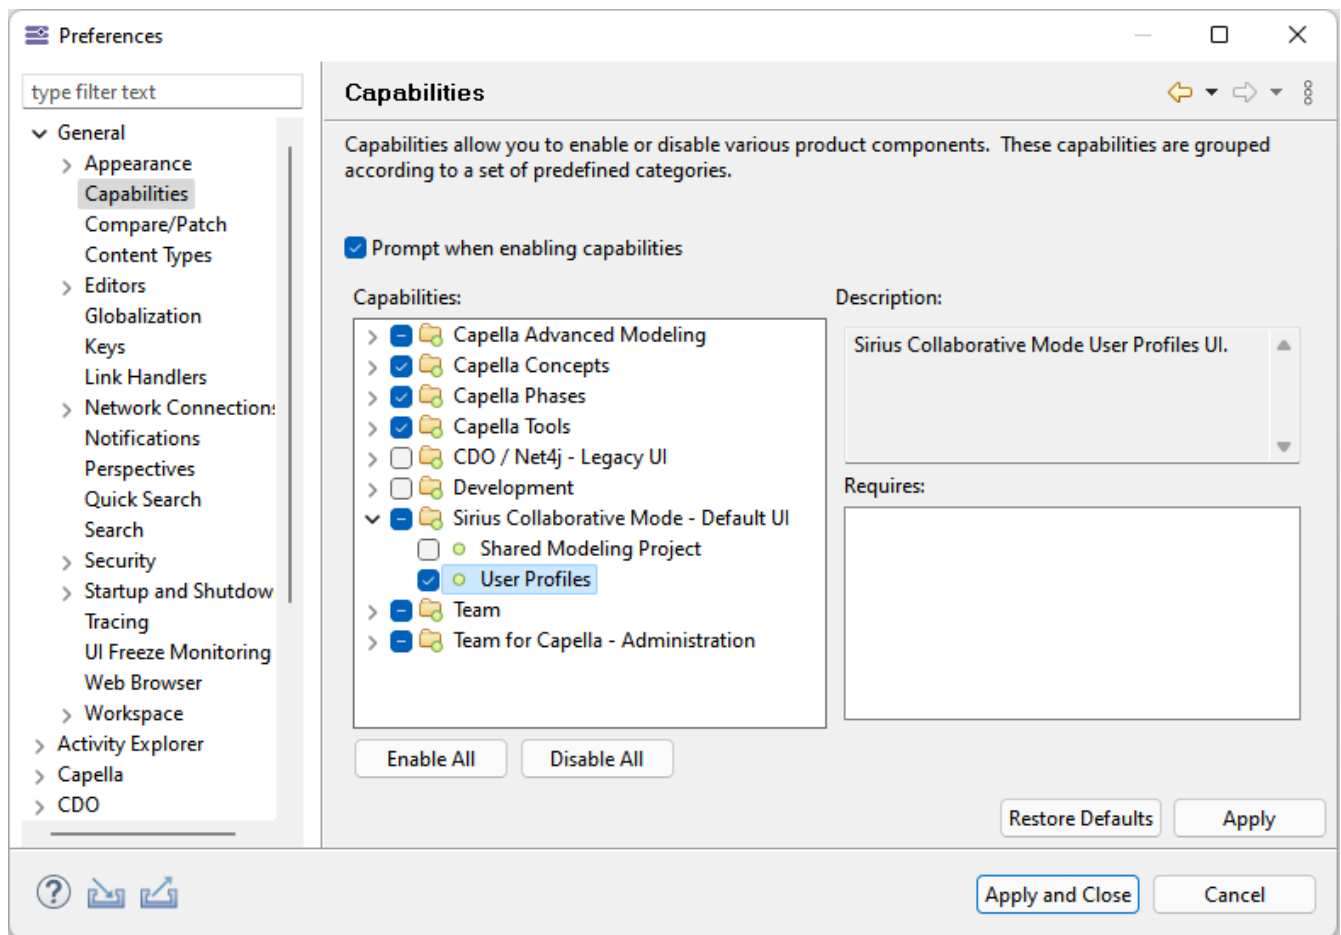 Preferences
type filter text
General
Appearance
Capabilities
Compare/Patch
Content Types
Editors
Globalization
Keys
Link Handlers
Network Connections
Notifications
Perspectives
Quick Search
Search
Security
Startup and Shutdow
Tracing
UI Freeze Monitoring
Web Browser
Workspace
Activity Explorer
Capella
CDO
Capabilities
Capabilities allow you to enable or disable various product components.  These capabilities are grouped
according to a set of predefined categories.
Prompt when enabling capabilities
Capabilities:
Capella Advanced Modeling
Capella Concepts
Capella Phases
Capella Tools
CDO / Net4j - Legacy UI
Development
Sirius Collaborative Mode - Default UI
Shared Modeling Project
User Profiles
Team
Team for Capella - Administration
Description:
Sirius Collaborative Mode User Profiles UI.
Requires:
Enable All
Disable All
Restore Defaults
Apply
Apply and Close
Cancel